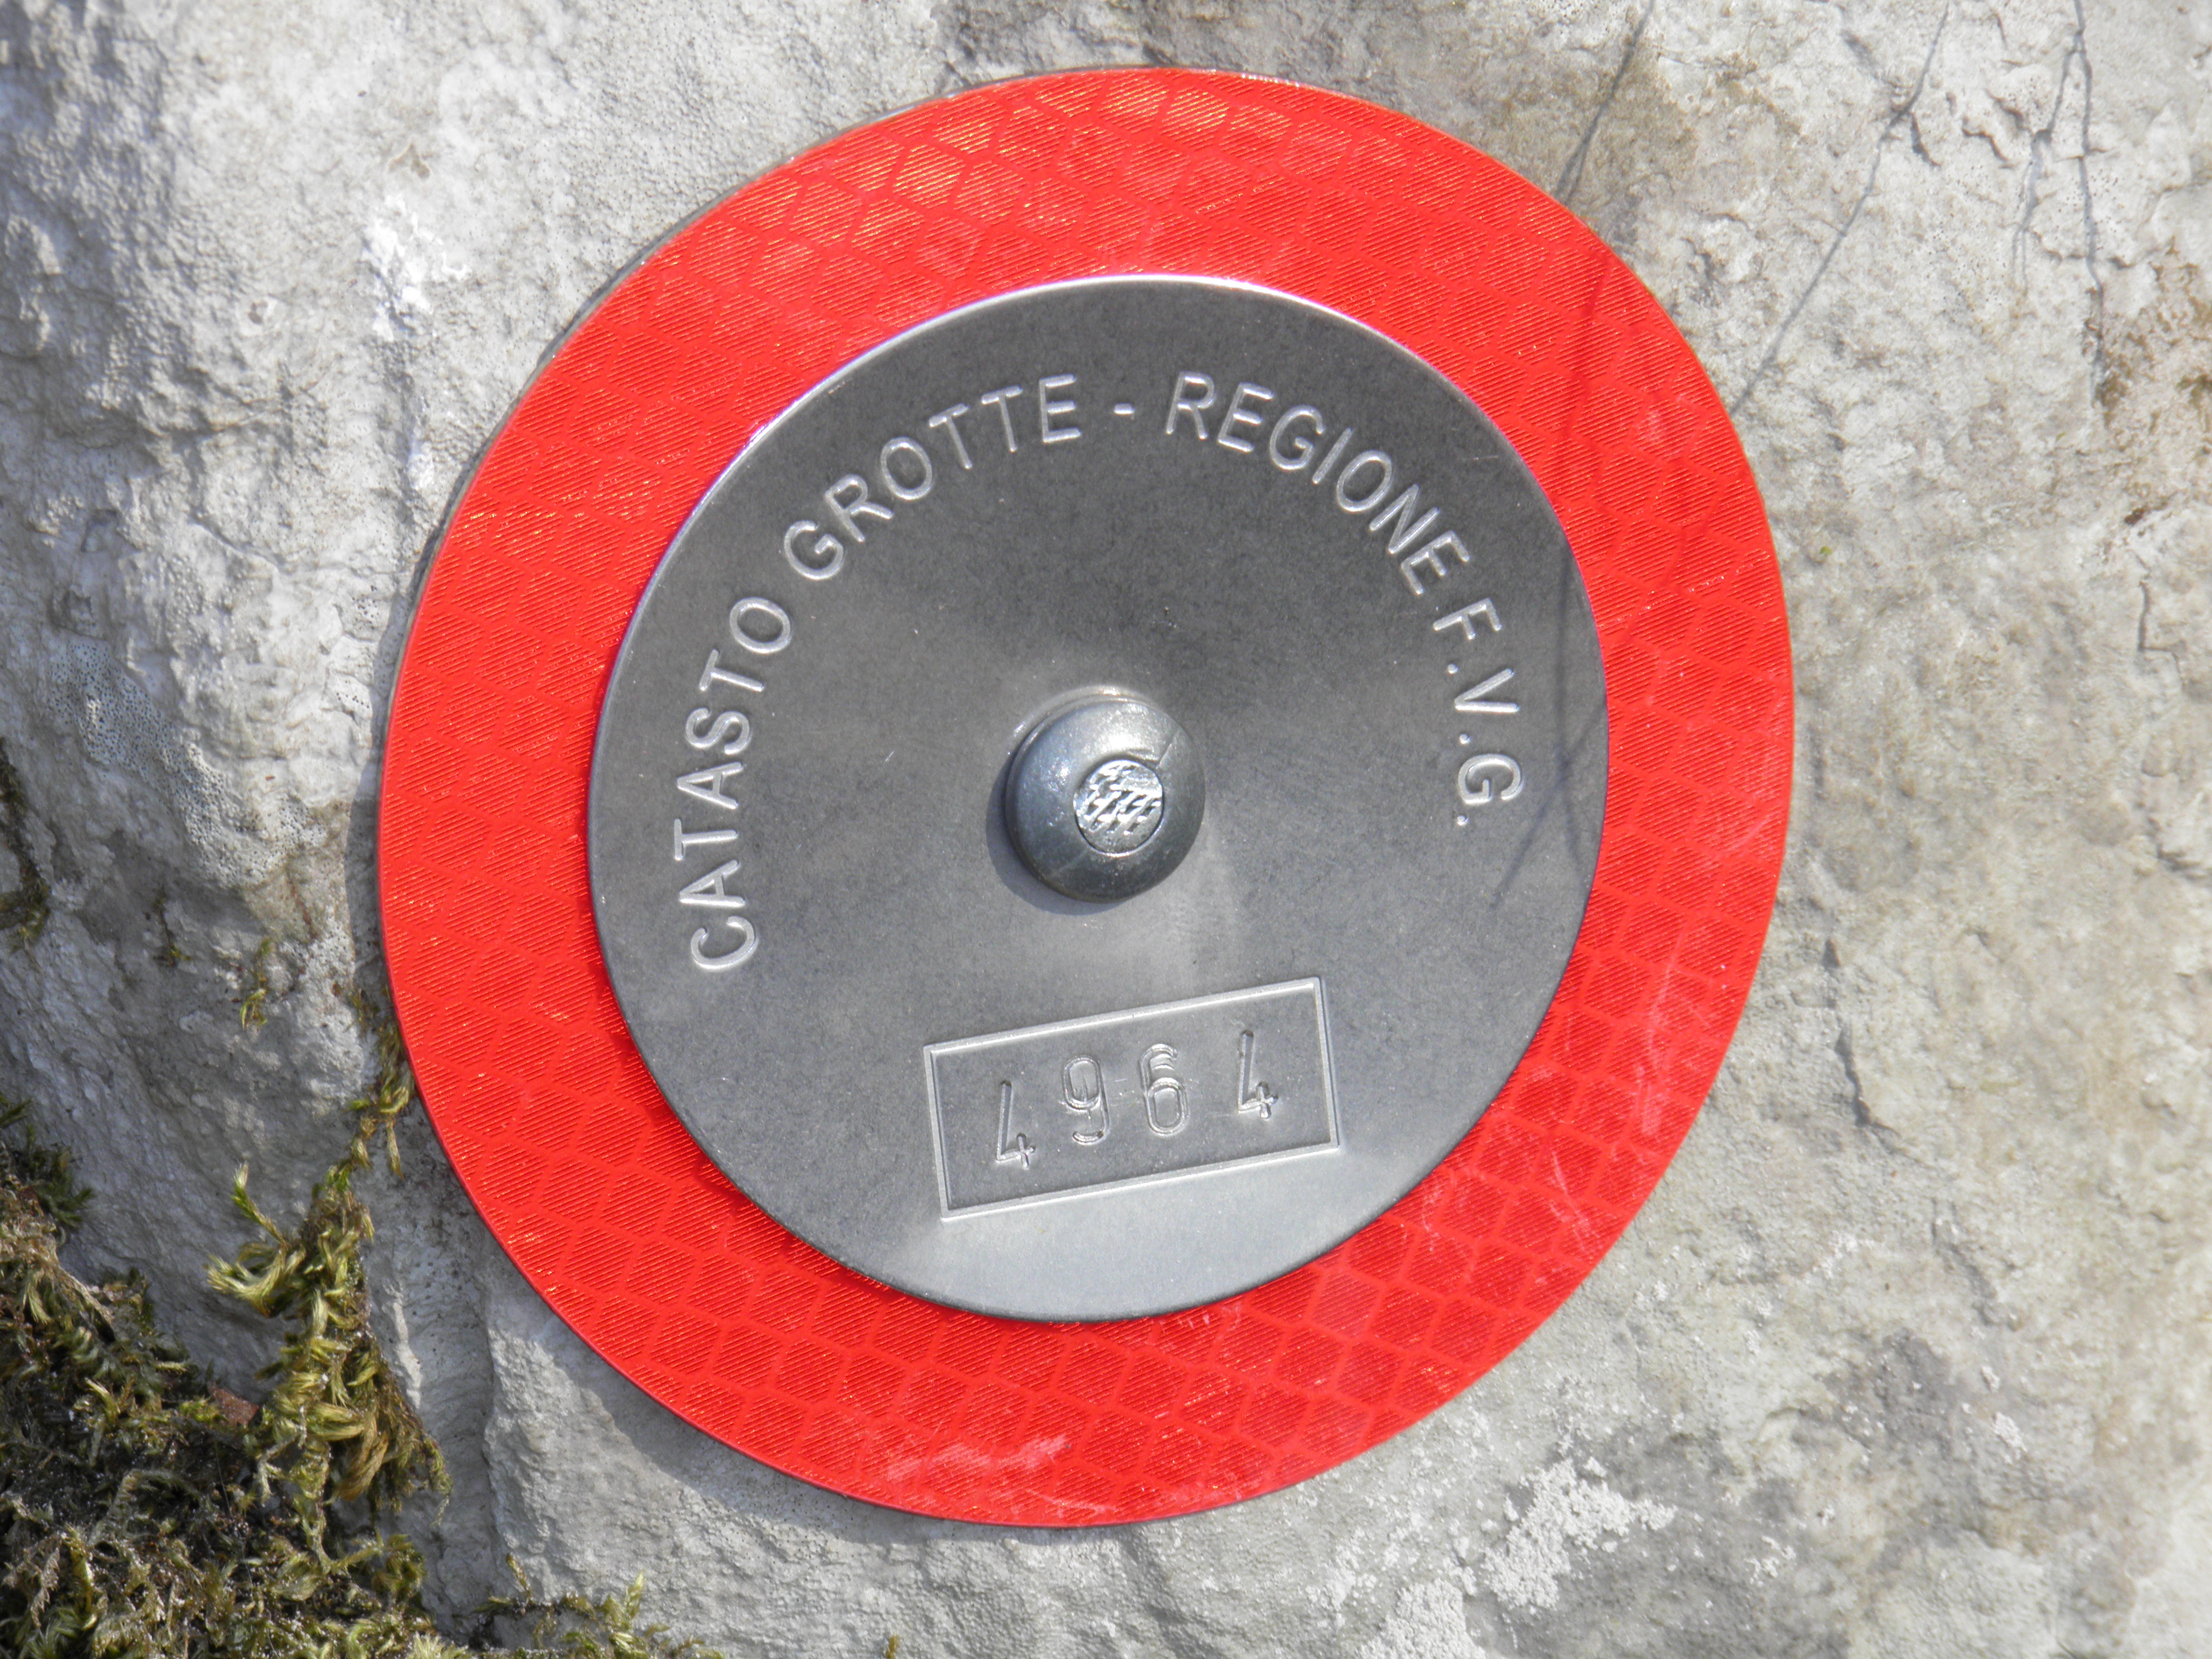 CATASTO GROTTE - REGIONE F.V.G.
4964